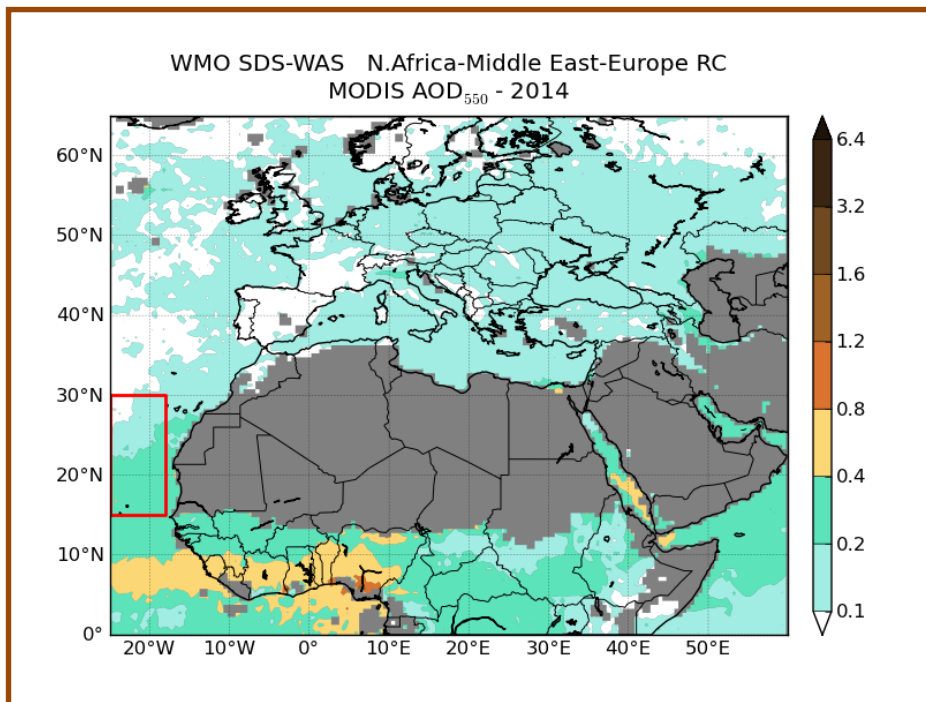 WMO SDS-WAS   N.Africa-Middle East-Europe RC
MODIS AOD₅₅₀ - 2014
60°N
50°N
40°N
30°N
20°N
10°N
0°
20°W
10°W
0°
10°E
20°E
30°E
40°E
50°E
6.4
3.2
1.6
1.2
0.8
0.4
0.2
0.1